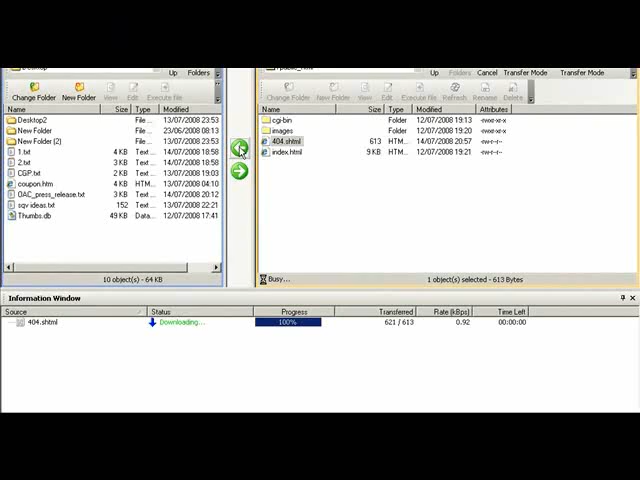 Desktop
public_html
Up Folders
Up Folders Cancel Transfer Mode Transfer Mode
Change Folder New Folder View Edit Execute file
Change Folder New Folder View Edit Execute file Refresh Rename Delete
Name Size Type Modified
Name Size Type Modified Attributes
Desktop2 File... 13/07/2008 23:53
New Folder File... 23/06/2008 08:13
New Folder (2) File... 13/07/2008 23:53
1.txt 4 KB Text... 14/07/2008 18:58
2.txt 3 KB Text... 14/07/2008 18:58
CGP.txt 2 KB Text... 13/07/2008 19:03
coupon.htm 4 KB HTM... 13/07/2008 04:10
OAC_press_release.txt 3 KB Text... 14/07/2008 20:12
sqv ideas.txt 152 Text... 13/07/2008 22:21
Thumbs.db 49 KB Data... 12/07/2008 17:41
cgi-bin Folder 12/07/2008 19:13 -rwxr-xr-x
images Folder 12/07/2008 19:20 -rwxr-xr-x
404.shtml 613 HTM... 14/07/2008 20:57 -rw-r--r--
index.html 9 KB HTM... 12/07/2008 19:21 -rw-r--r--
10 object(s) - 64 KB
Busy... 1 object(s) selected - 613 Bytes
Information Window
Source Status Progress Transferred Rate (kBps) Time Left
404.shtml Downloading... 100% 621 / 613 0.92 00:00:00